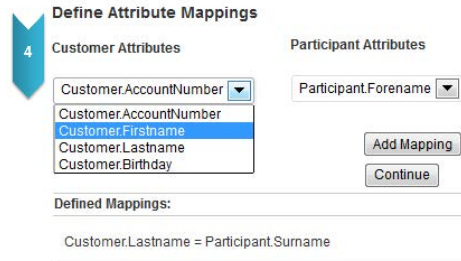 Define Attribute Mappings
4
Customer Attributes
Participant Attributes
Customer.AccountNumber
Participant.Forename
Customer.AccountNumber
Customer.Firstname
Customer.Lastname
Customer.Birthday
Add Mapping
Continue
Defined Mappings:
Customer.Lastname = Participant.Surname